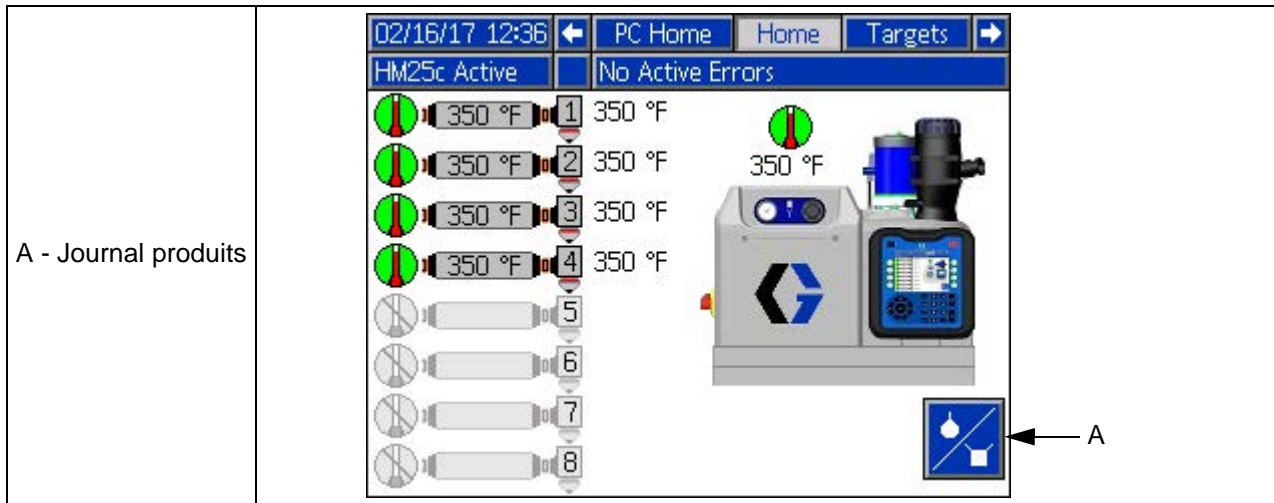 A - Journal produits
02/16/17 12:36 PC Home Home Targets
HM25c Active No Active Errors
350 °F 1 350 °F
350 °F 2 350 °F
350 °F 3 350 °F
350 °F 4 350 °F
5
6
7
8
350 °F
A